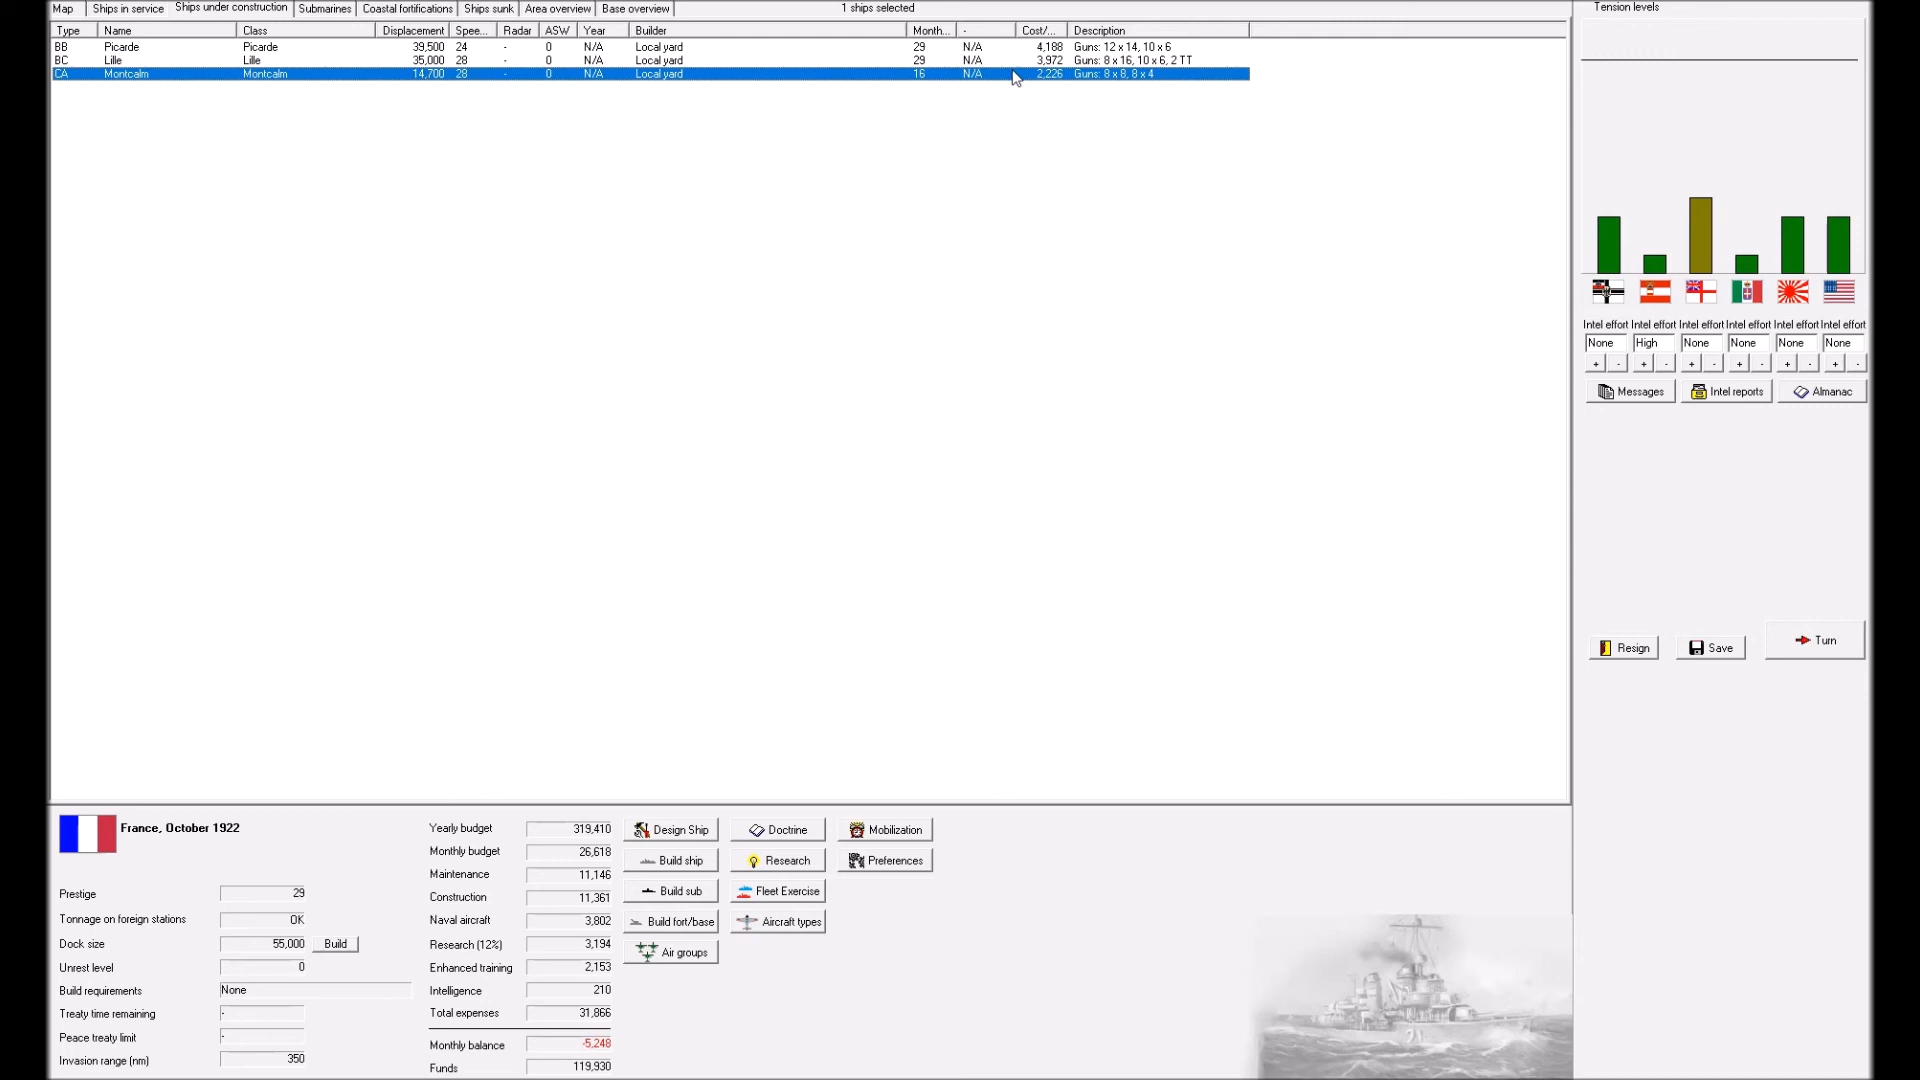 Map Ships in service Ships under construction Submarines Coastal fortifications Ships sunk Area overview Base overview 1 ships selected Tension levels
Type Name Class Displacement Spee... Radar ASW Year Builder Month... - Cost/... Description
BB Picarde Picarde 39,500 24 - 0 N/A Local yard 29 N/A 4,188 Guns: 12 x 14, 10 x 6
BC Lille Lille 35,000 28 - 0 N/A Local yard 29 N/A 3,972 Guns: 8 x 16, 10 x 6, 2 TT
CA Montcalm Montcalm 14,700 28 - 0 N/A Local yard 16 N/A 2,226 Guns: 8 x 8, 8 x 4
Intel effort Intel effort Intel effort Intel effort Intel effort Intel effort
None High None None None None
+ - + - + - + - + - + -
Messages Intel reports Almanac
Resign Save Turn
France, October 1922
Prestige 29
Tonnage on foreign stations OK
Dock size 55,000 Build
Unrest level 0
Build requirements None
Treaty time remaining -
Peace treaty limit -
Invasion range (nm) 350
Yearly budget 319,410
Monthly budget 26,618
Maintenance 11,146
Construction 11,361
Naval aircraft 3,802
Research (12%) 3,194
Enhanced training 2,153
Intelligence 210
Total expenses 31,866
Monthly balance -5,248
Funds 119,930
Design Ship Doctrine Mobilization
Build ship Research Preferences
Build sub Fleet Exercise
Build fort/base Aircraft types
Air groups